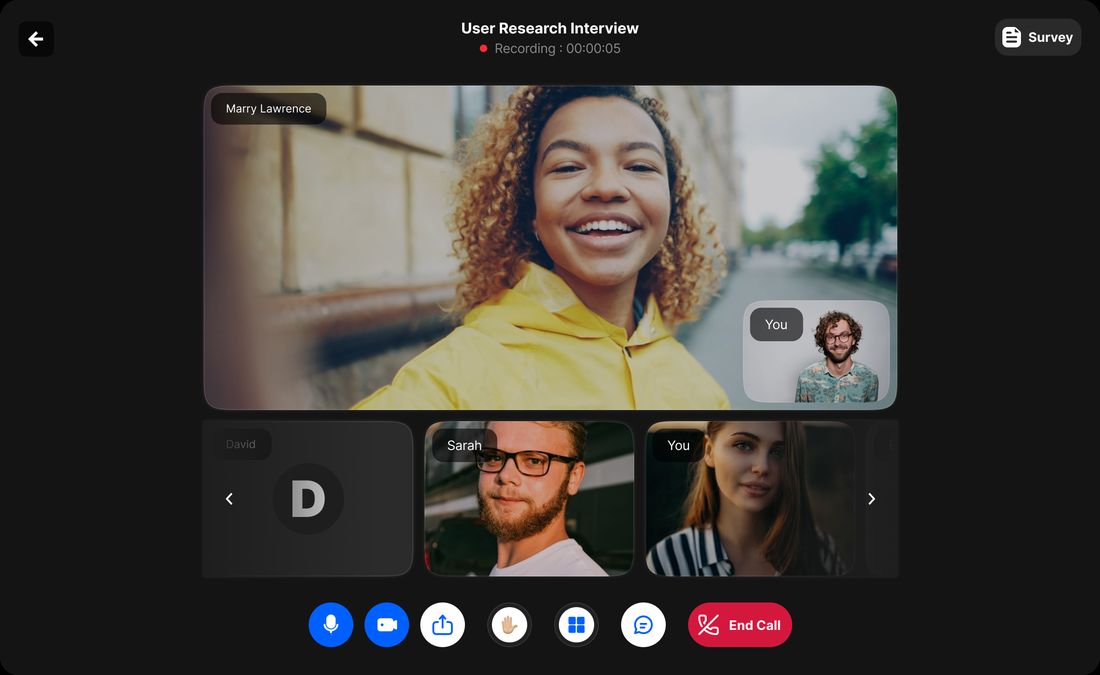 User Research Interview
Recording : 00:00:05
Survey
Marry Lawrence
You
David
D
Sarah
You
End Call